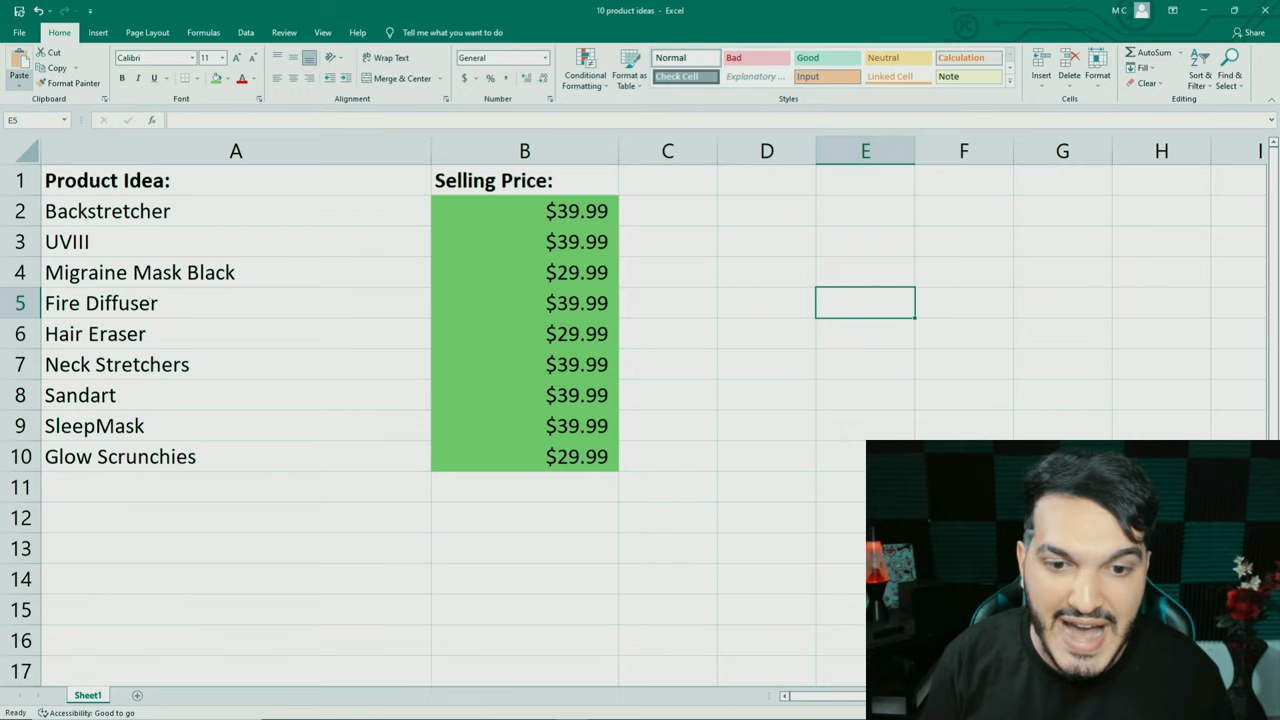 10 product ideas - Excel
M C
File Home Insert Page Layout Formulas Data Review View Help Tell me what you want to do Share
Paste Cut Copy Format Painter Clipboard
Calibri 11 A A B I U A Font
Wrap Text Merge & Center Alignment
General $ % , Number
Conditional Formatting Format as Table
Normal Bad Good Neutral Calculation
Check Cell Explanatory ... Input Linked Cell Note
Styles
Insert Delete Format Cells
AutoSum Fill Clear Sort & Filter Find & Select Editing
E5 fx
A B C D E F G H I
1 Product Idea: Selling Price:
2 Backstretcher $39.99
3 UVIII $39.99
4 Migraine Mask Black $29.99
5 Fire Diffuser $39.99
6 Hair Eraser $29.99
7 Neck Stretchers $39.99
8 Sandart $39.99
9 SleepMask $39.99
10 Glow Scrunchies $29.99
11
12
13
14
15
16
17
Sheet1
Ready Accessibility: Good to go